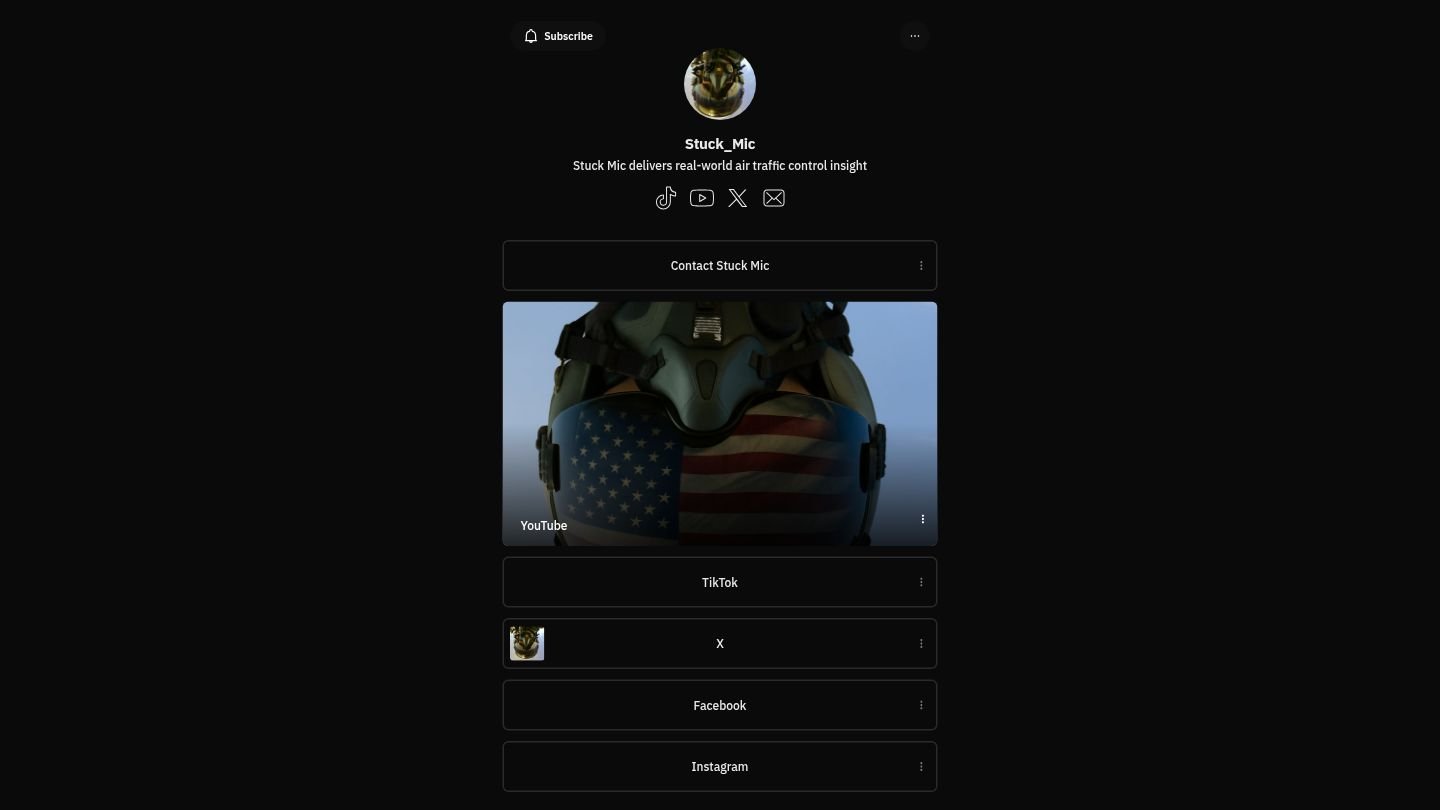 Subscribe
Stuck_Mic
Stuck Mic delivers real-world air traffic control insight
Contact Stuck Mic
YouTube
TikTok
X
Facebook
Instagram